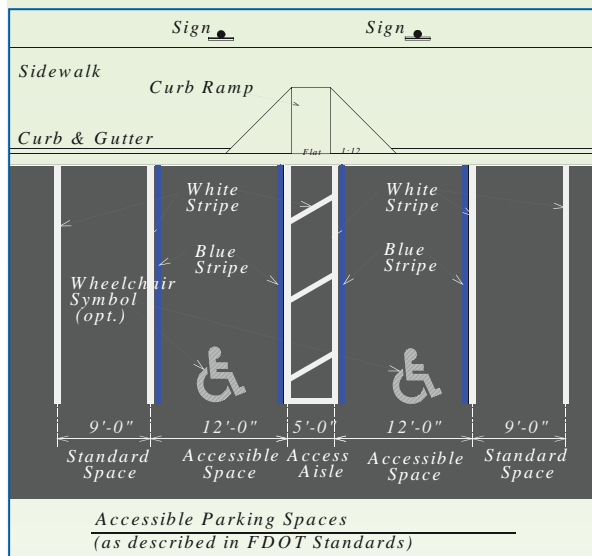 Sign
Sign
Sidewalk
Curb Ramp
Curb & Gutter
Flat
1:12
White
Stripe
White
Stripe
Blue
Stripe
Blue
Stripe
Wheelchair
Symbol
(opt.)
9'-0"
12'-0"
5'-0"
12'-0"
9'-0"
Standard
Space
Accessible
Space
Access
Aisle
Accessible
Space
Standard
Space
Accessible Parking Spaces
(as described in FDOT Standards)